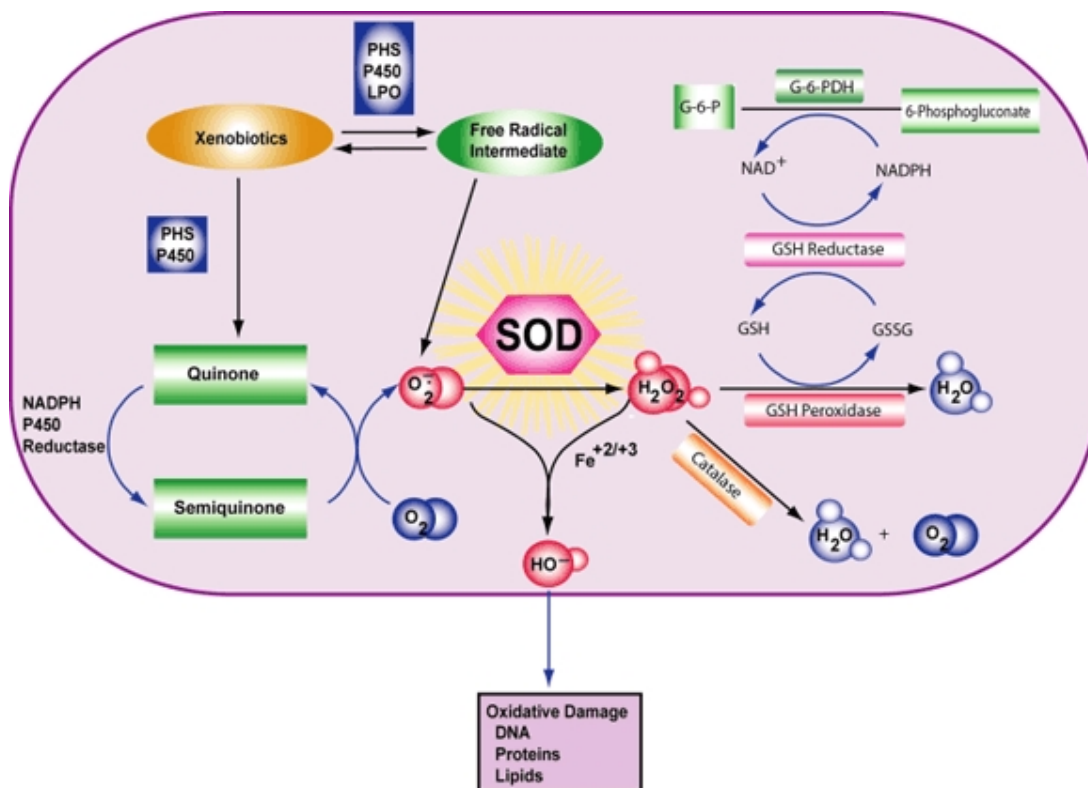 PHS
P450
LPO
Xenobiotics
Free Radical
Intermediate
G-6-P
G-6-PDH
6-Phosphogluconate
NAD⁺
NADPH
PHS
P450
GSH Reductase
SOD
GSH
GSSG
Quinone
O₂∸
H₂O₂
H₂O
GSH Peroxidase
NADPH
P450
Reductase
Fe⁺²/⁺³
Catalase
Semiquinone
O₂
H₂O + O₂
HO⁻
Oxidative Damage
DNA
Proteins
Lipids